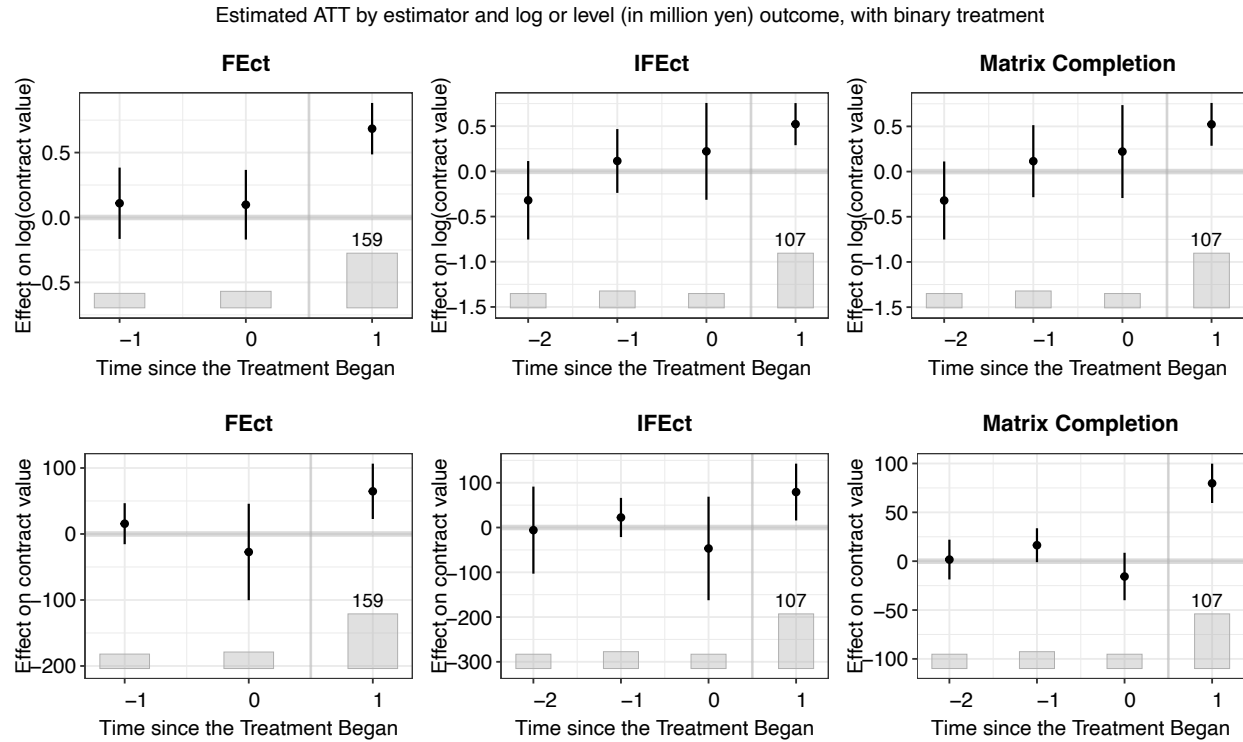 Estimated ATT by estimator and log or level (in million yen) outcome, with binary treatment
FEct
Effect on log(contract value)
0.5
0.0
−0.5
159
−1
0
1
Time since the Treatment Began
IFEct
Effect on log(contract value)
0.5
0.0
−0.5
−1.0
−1.5
107
−2
−1
0
1
Time since the Treatment Began
Matrix Completion
Effect on log(contract value)
0.5
0.0
−0.5
−1.0
−1.5
107
−2
−1
0
1
Time since the Treatment Began
FEct
Effect on contract value
100
0
−100
−200
159
−1
0
1
Time since the Treatment Began
IFEct
Effect on contract value
100
0
−100
−200
−300
107
−2
−1
0
1
Time since the Treatment Began
Matrix Completion
Effect on contract value
100
50
0
−50
−100
107
−2
−1
0
1
Time since the Treatment Began